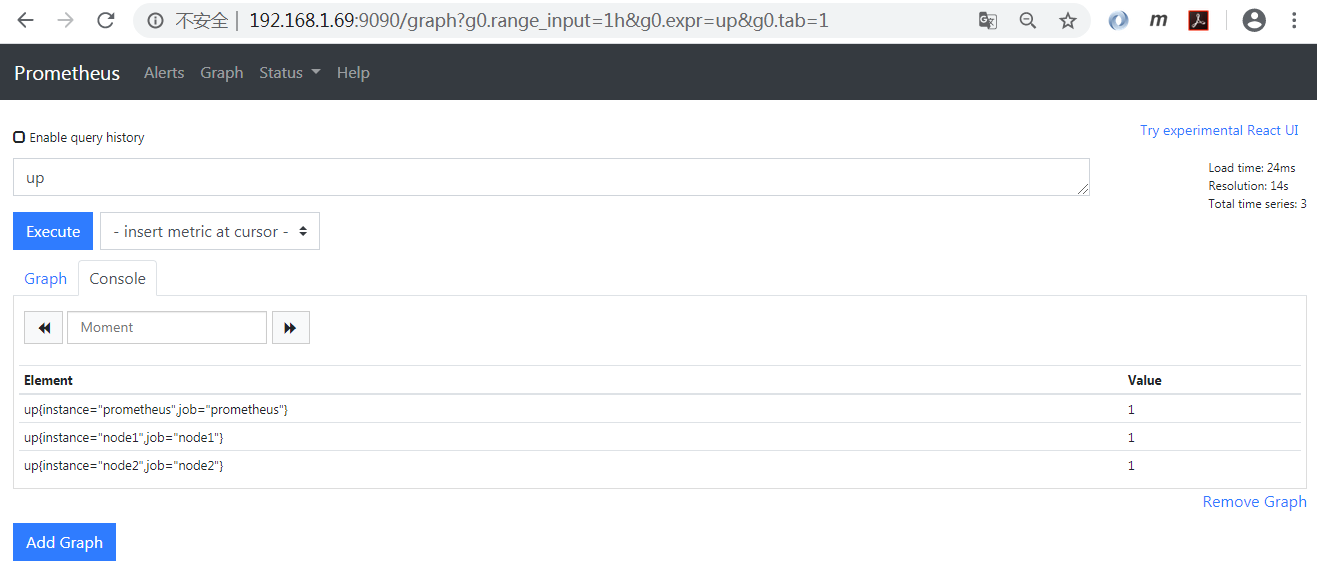 不安全 | 192.168.1.69:9090/graph?g0.range_input=1h&g0.expr=up&g0.tab=1
Prometheus Alerts Graph Status Help
Enable query history
Try experimental React UI
up
Load time: 24ms
Resolution: 14s
Total time series: 3
Execute - insert metric at cursor -
Graph Console
Moment
Element Value
up{instance="prometheus",job="prometheus"} 1
up{instance="node1",job="node1"} 1
up{instance="node2",job="node2"} 1
Remove Graph
Add Graph